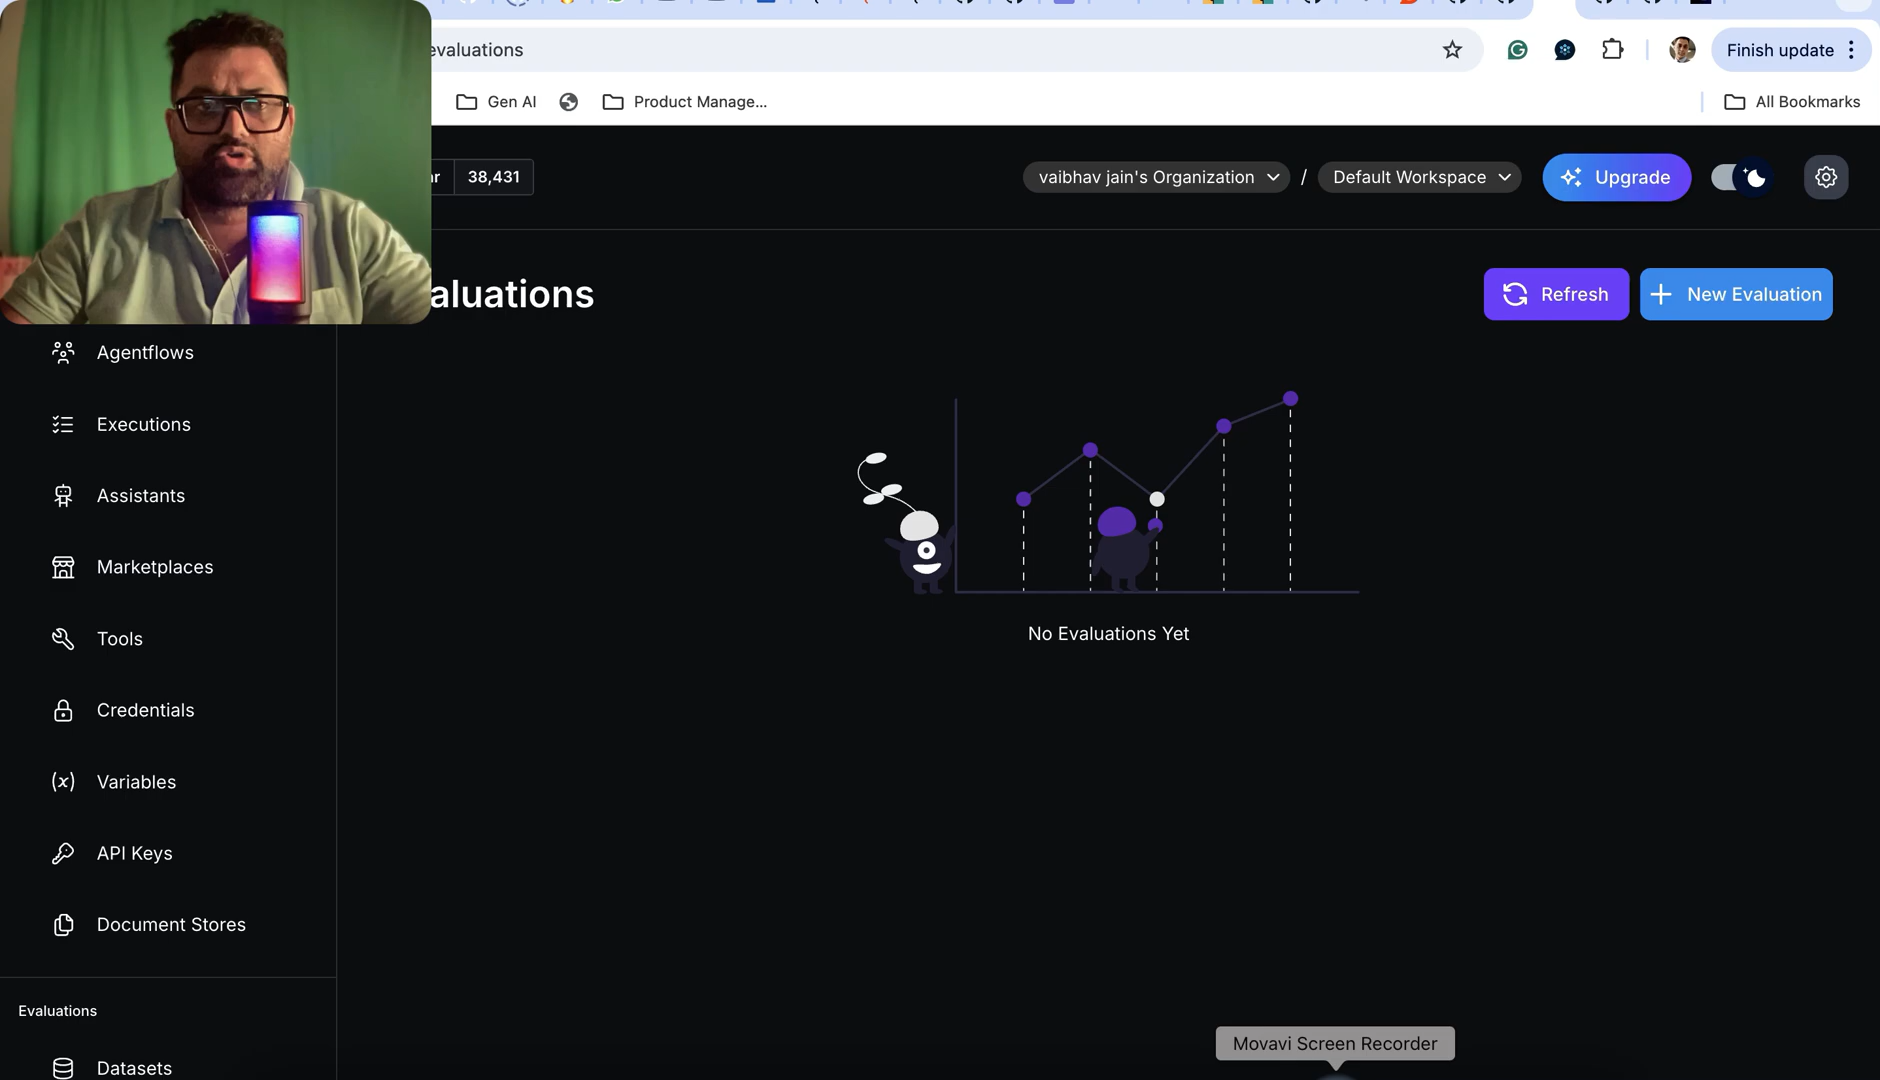 evaluations
Finish update
Gen AI
Product Manage...
All Bookmarks
38,431
vaibhav jain's Organization / Default Workspace
Upgrade
aluations
Refresh
New Evaluation
Agentflows
Executions
Assistants
Marketplaces
Tools
Credentials
Variables
API Keys
Document Stores
No Evaluations Yet
Evaluations
Datasets
Movavi Screen Recorder